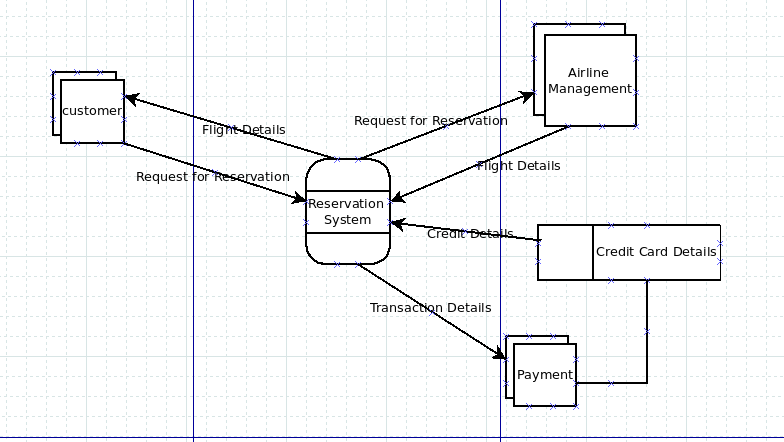 Airline
Management
customer
Request for Reservation
Flight Details
Flight Details
Request for Reservation
Reservation
System
Credit Details
Credit Card Details
Transaction Details
Payment